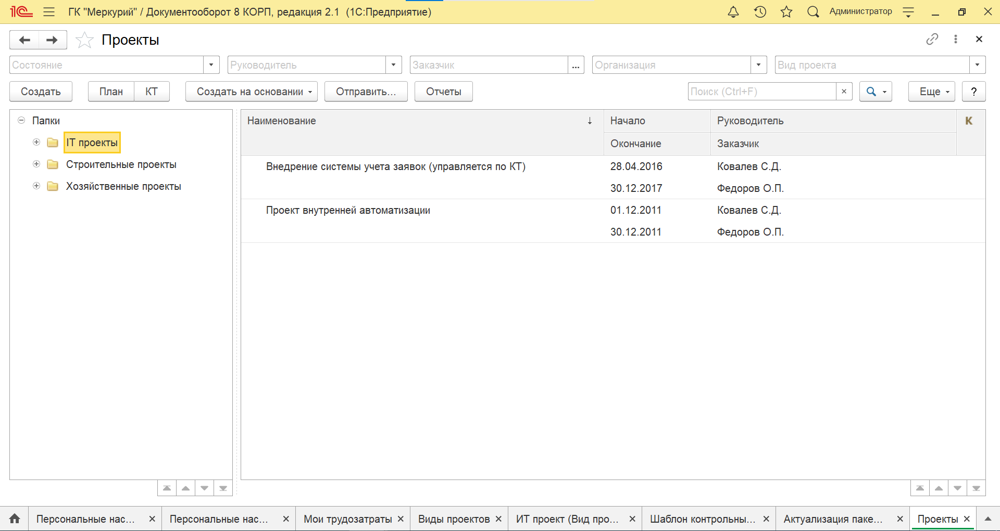 1С ГК "Меркурий" / Документооборот 8 КОРП, редакция 2.1 (1С:Предприятие) Администратор
Проекты
Состояние Руководитель Заказчик ... Организация Вид проекта
Создать План КТ Создать на основании Отправить... Отчеты Поиск (Ctrl+F) × Еще ?
Папки
IT проекты
Строительные проекты
Хозяйственные проекты
Наименование ↓ Начало Руководитель К
Окончание Заказчик
Внедрение системы учета заявок (управляется по КТ) 28.04.2016 Ковалев С.Д.
30.12.2017 Федоров О.П.
Проект внутренней автоматизации 01.12.2011 Ковалев С.Д.
30.12.2011 Федоров О.П.
Персональные нас... × Персональные нас... × Мои трудозатраты × Виды проектов × ИТ проект (Вид про... × Шаблон контрольны... × Актуализация паке... × Проекты ×